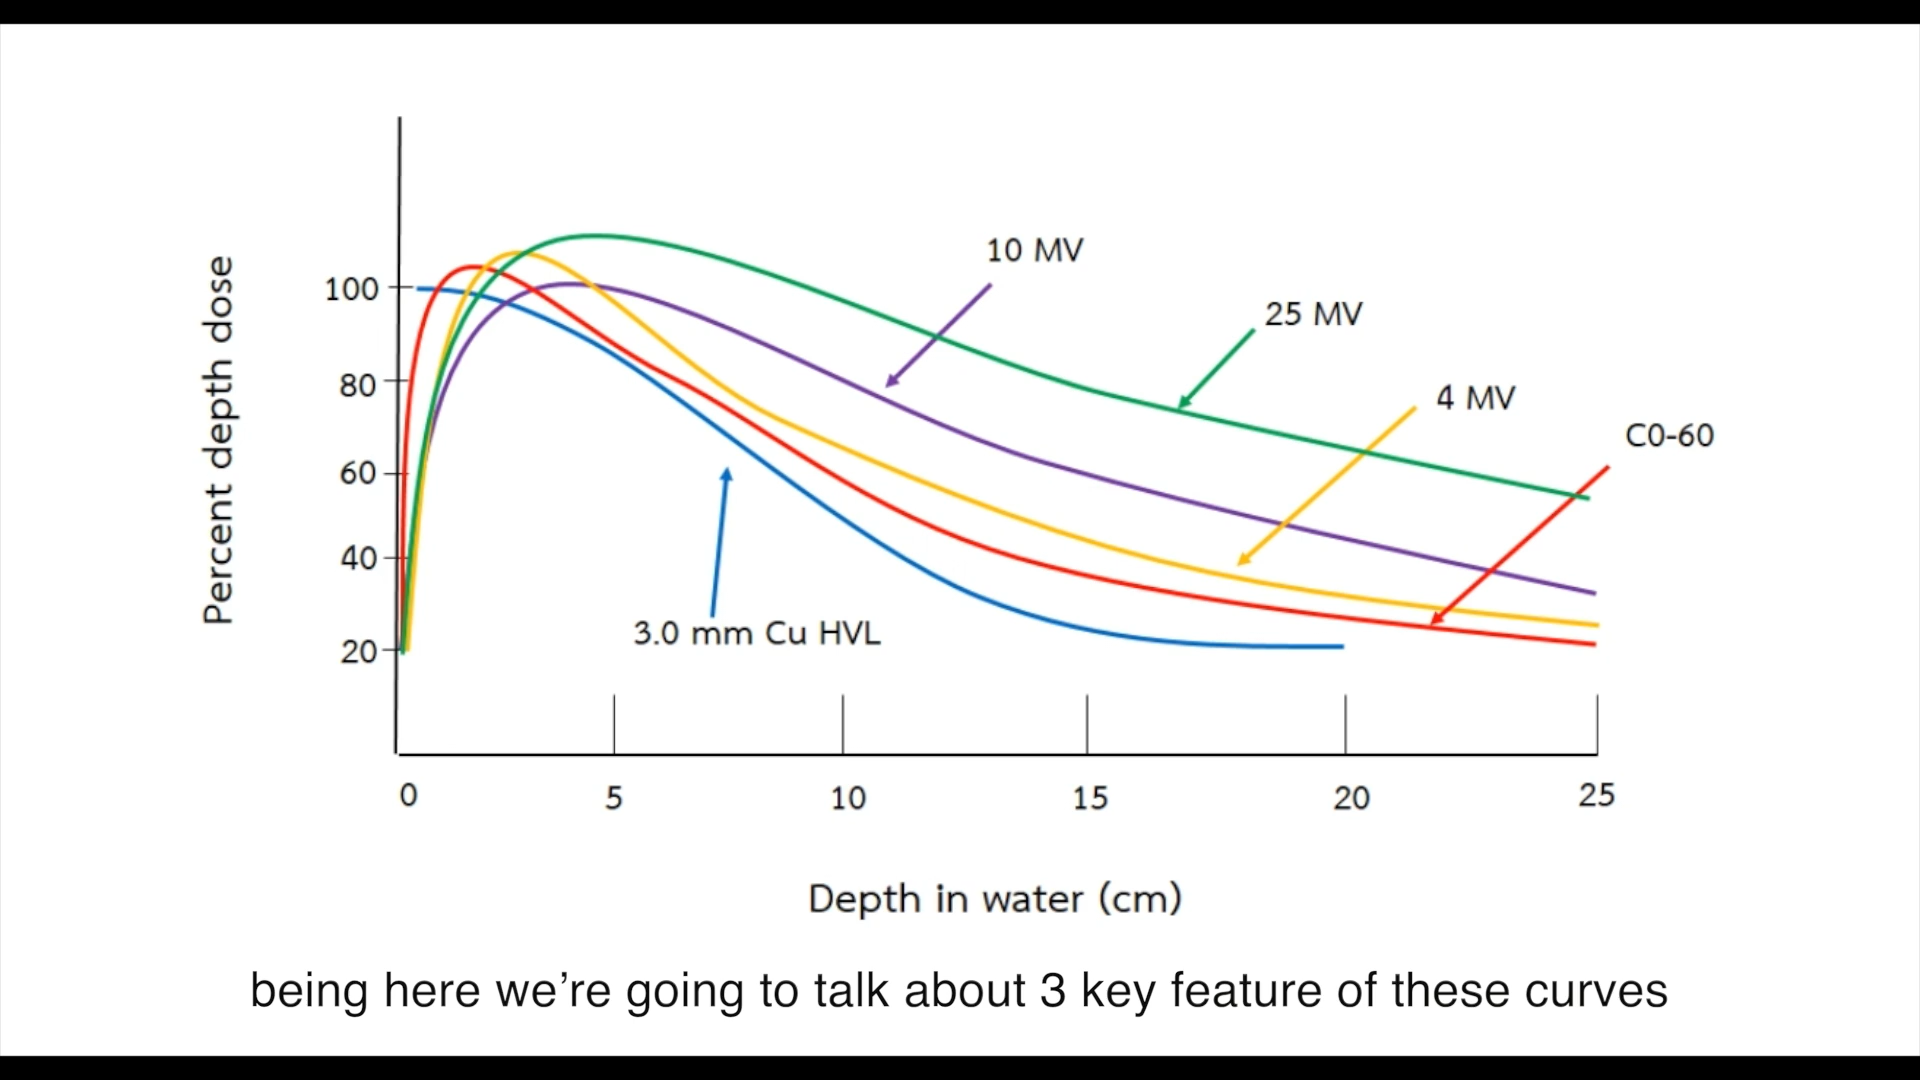 10 MV
25 MV
4 MV
C0-60
3.0 mm Cu HVL
Percent depth dose
100
80
60
40
20
0 5 10 15 20 25
Depth in water (cm)
being here we’re going to talk about 3 key feature of these curves